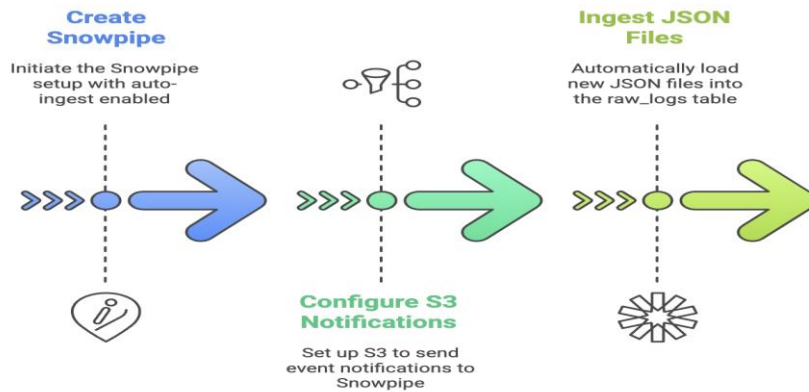 Create
Snowpipe
Initiate the Snowpipe
setup with auto-
ingest enabled
Configure S3
Notifications
Set up S3 to send
event notifications to
Snowpipe
Ingest JSON
Files
Automatically load
new JSON files into
the raw_logs table